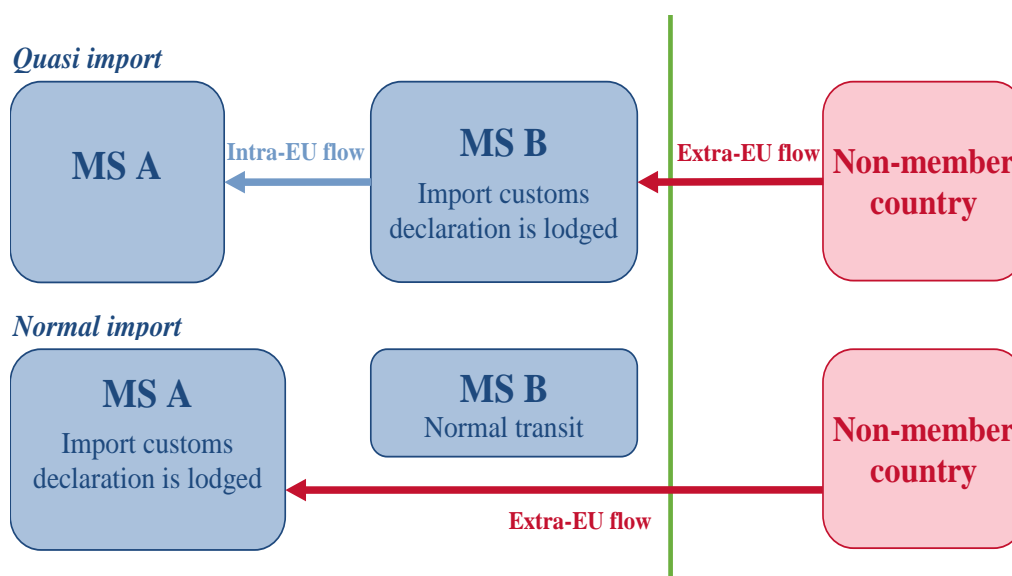 Quasi import
MS A
Intra-EU flow
MS B
Import customs
declaration is lodged
Extra-EU flow
Non-member
country
Normal import
MS A
Import customs
declaration is lodged
MS B
Normal transit
Extra-EU flow
Non-member
country